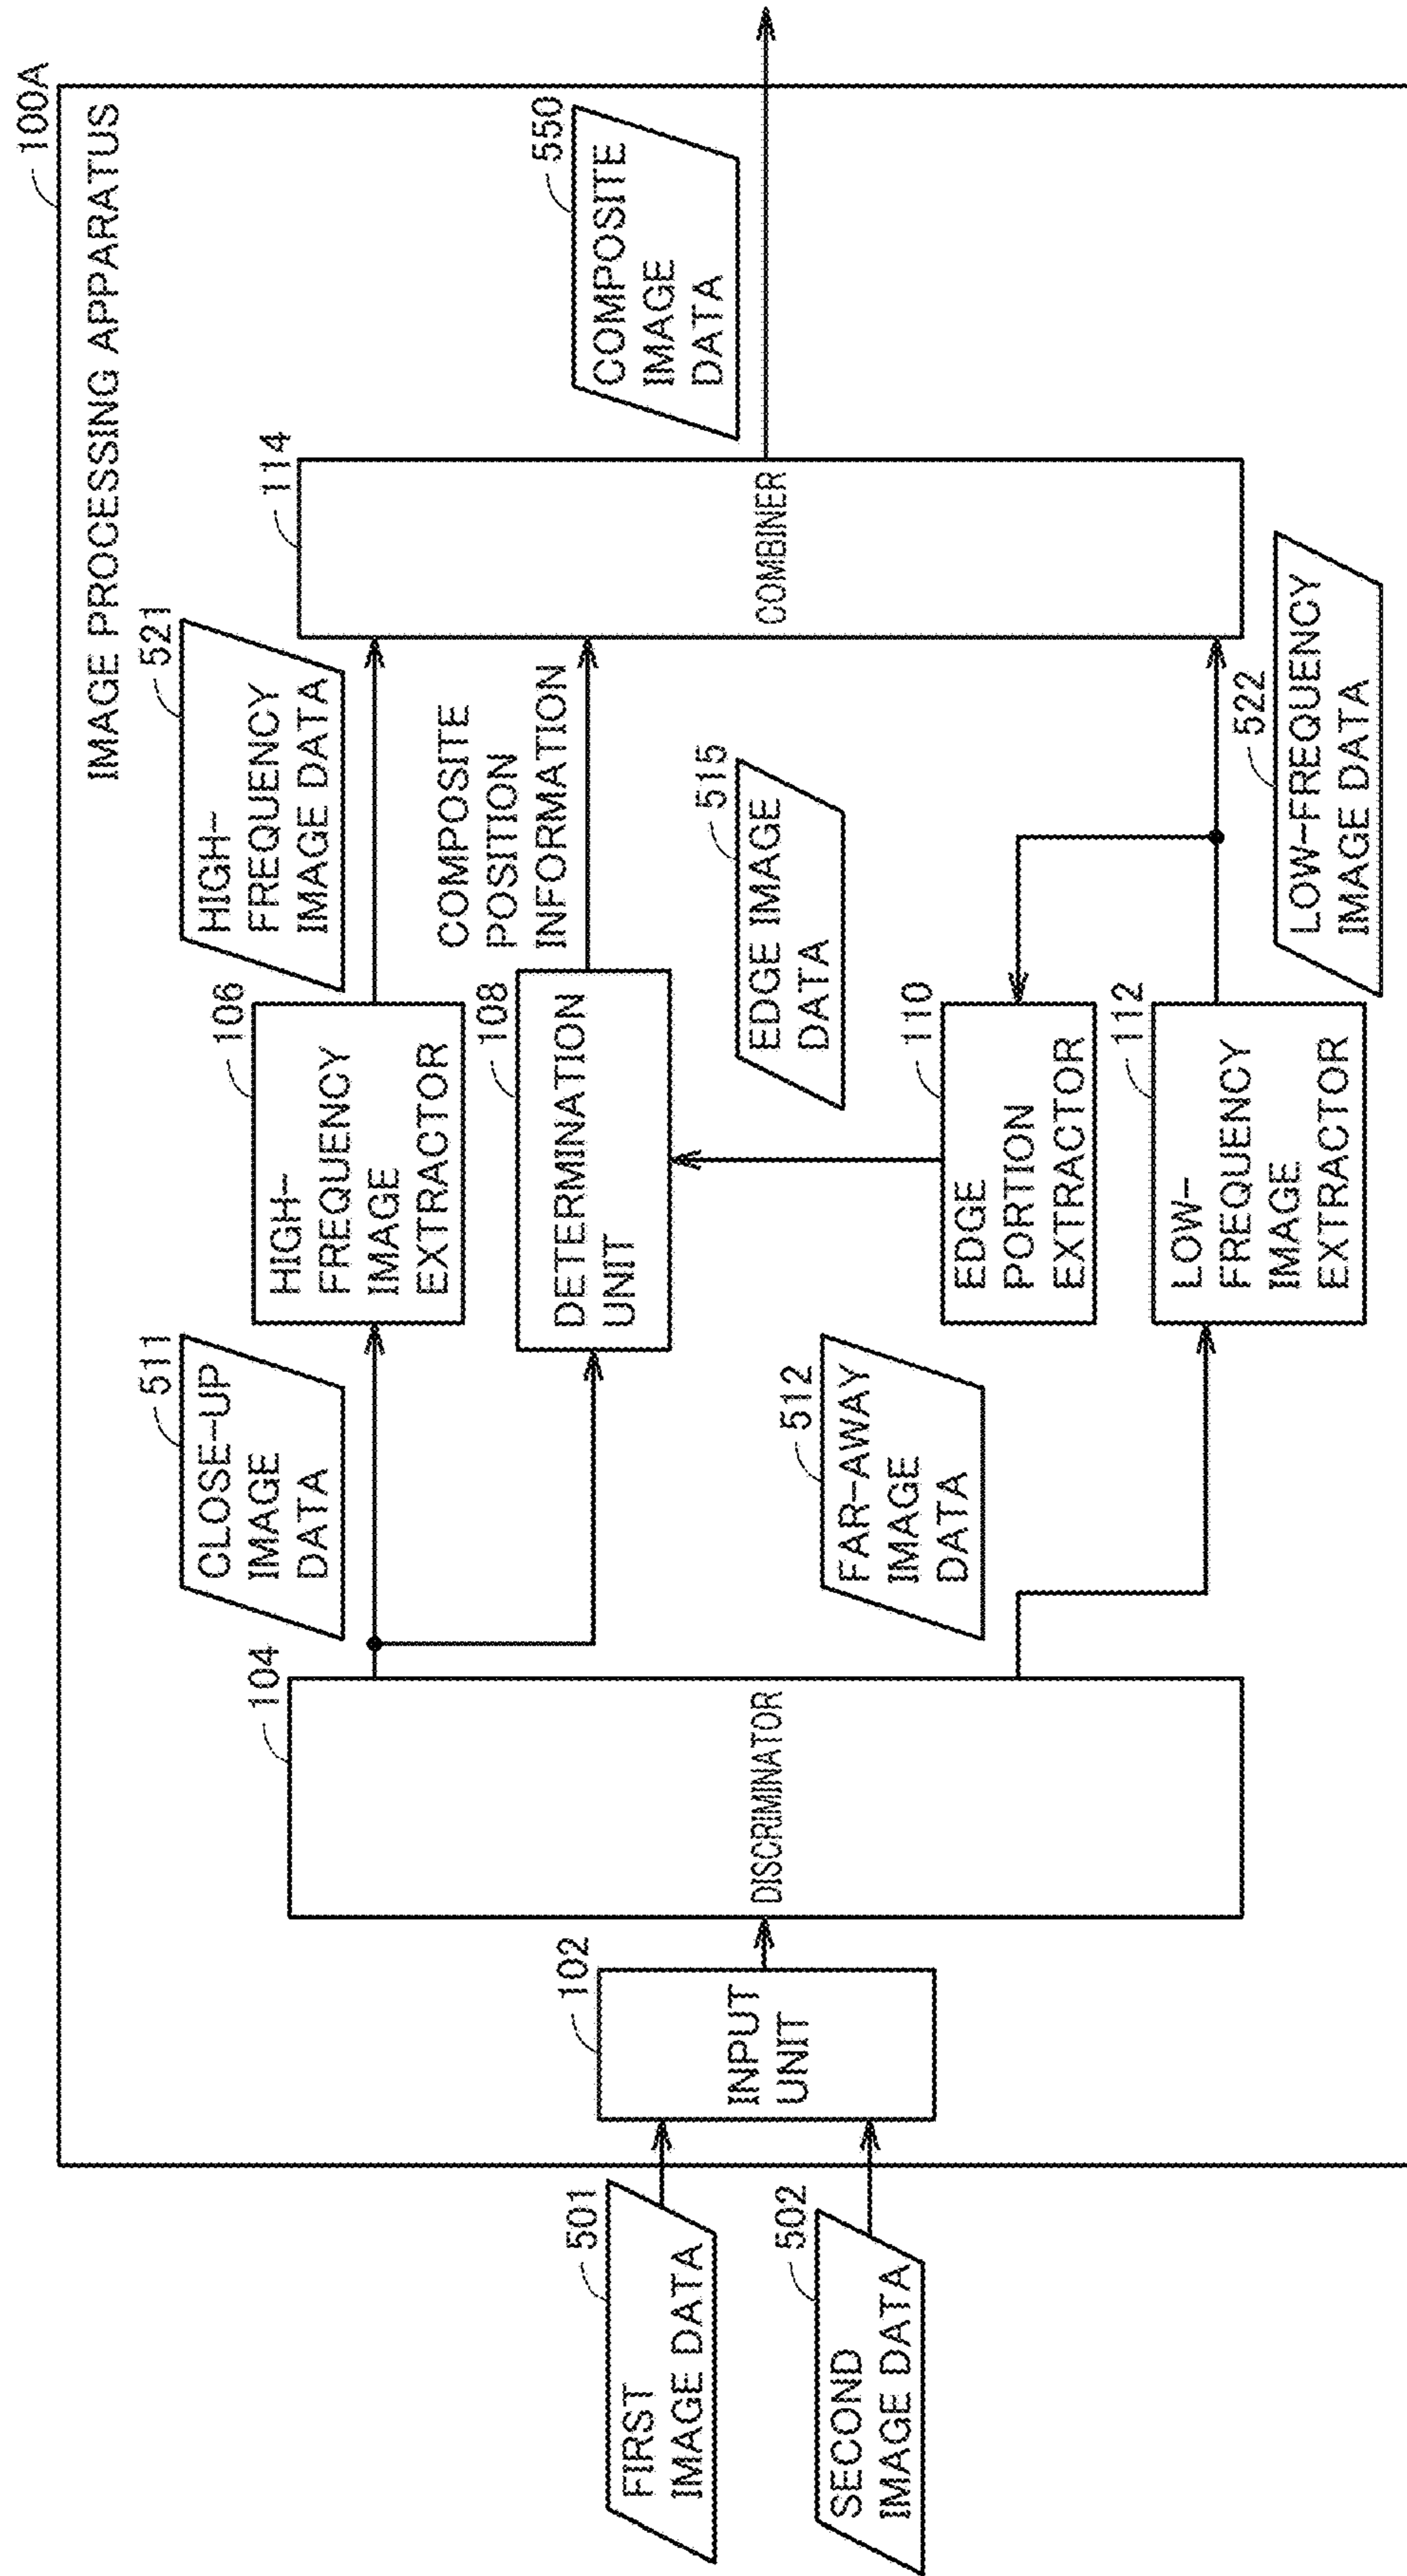 100A
IMAGE PROCESSING APPARATUS
501
FIRST
IMAGE DATA
502
SECOND
IMAGE DATA
102
INPUT
UNIT
104
DISCRIMINATOR
511
CLOSE-UP
IMAGE
DATA
512
FAR-AWAY
IMAGE
DATA
106
HIGH-
FREQUENCY
IMAGE
EXTRACTOR
108
DETERMINATION
UNIT
110
EDGE
PORTION
EXTRACTOR
112
LOW-
FREQUENCY
IMAGE
EXTRACTOR
521
HIGH-
FREQUENCY
IMAGE DATA
COMPOSITE
POSITION
INFORMATION
515
EDGE IMAGE
DATA
522
LOW-FREQUENCY
IMAGE DATA
114
COMBINER
550
COMPOSITE
IMAGE
DATA